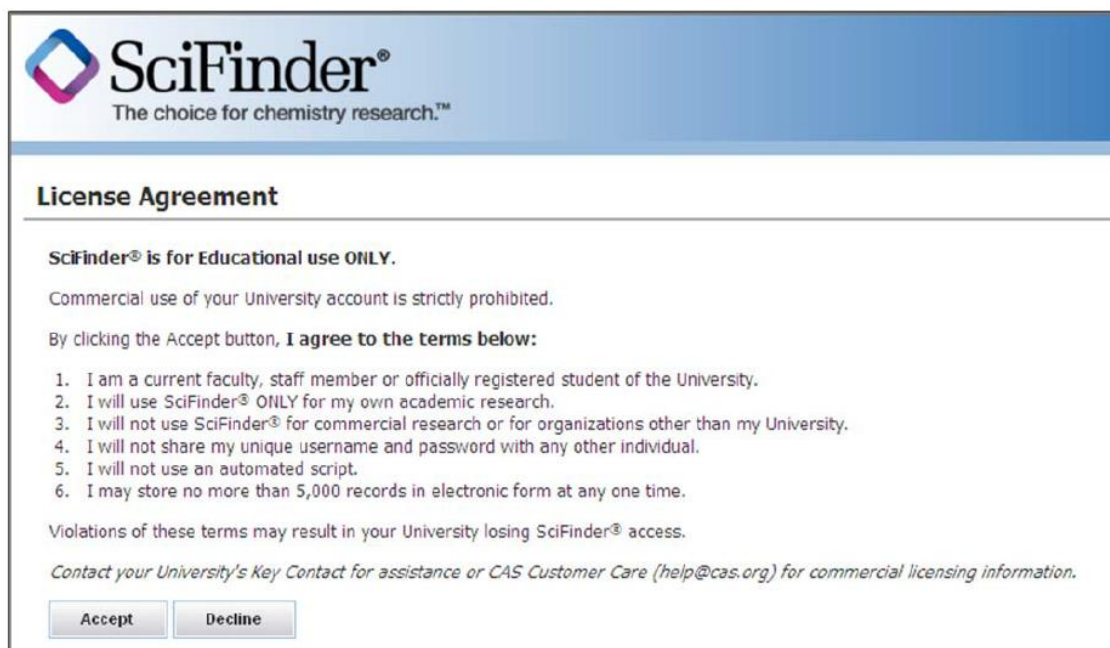 SciFinder®
The choice for chemistry research.™
License Agreement
SciFinder® is for Educational use ONLY.
Commercial use of your University account is strictly prohibited.
By clicking the Accept button, I agree to the terms below:
1. I am a current faculty, staff member or officially registered student of the University.
2. I will use SciFinder® ONLY for my own academic research.
3. I will not use SciFinder® for commercial research or for organizations other than my University.
4. I will not share my unique username and password with any other individual.
5. I will not use an automated script.
6. I may store no more than 5,000 records in electronic form at any one time.
Violations of these terms may result in your University losing SciFinder® access.
Contact your University's Key Contact for assistance or CAS Customer Care (help@cas.org) for commercial licensing information.
Accept Decline